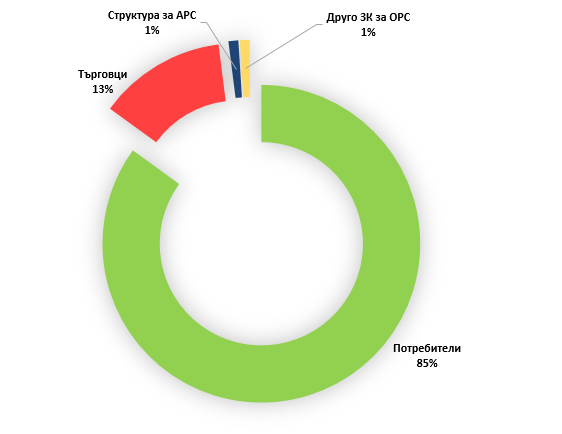 Структура за АРС
1%
Друго ЗК за ОРС
1%
Търговци
13%
Потребители
85%